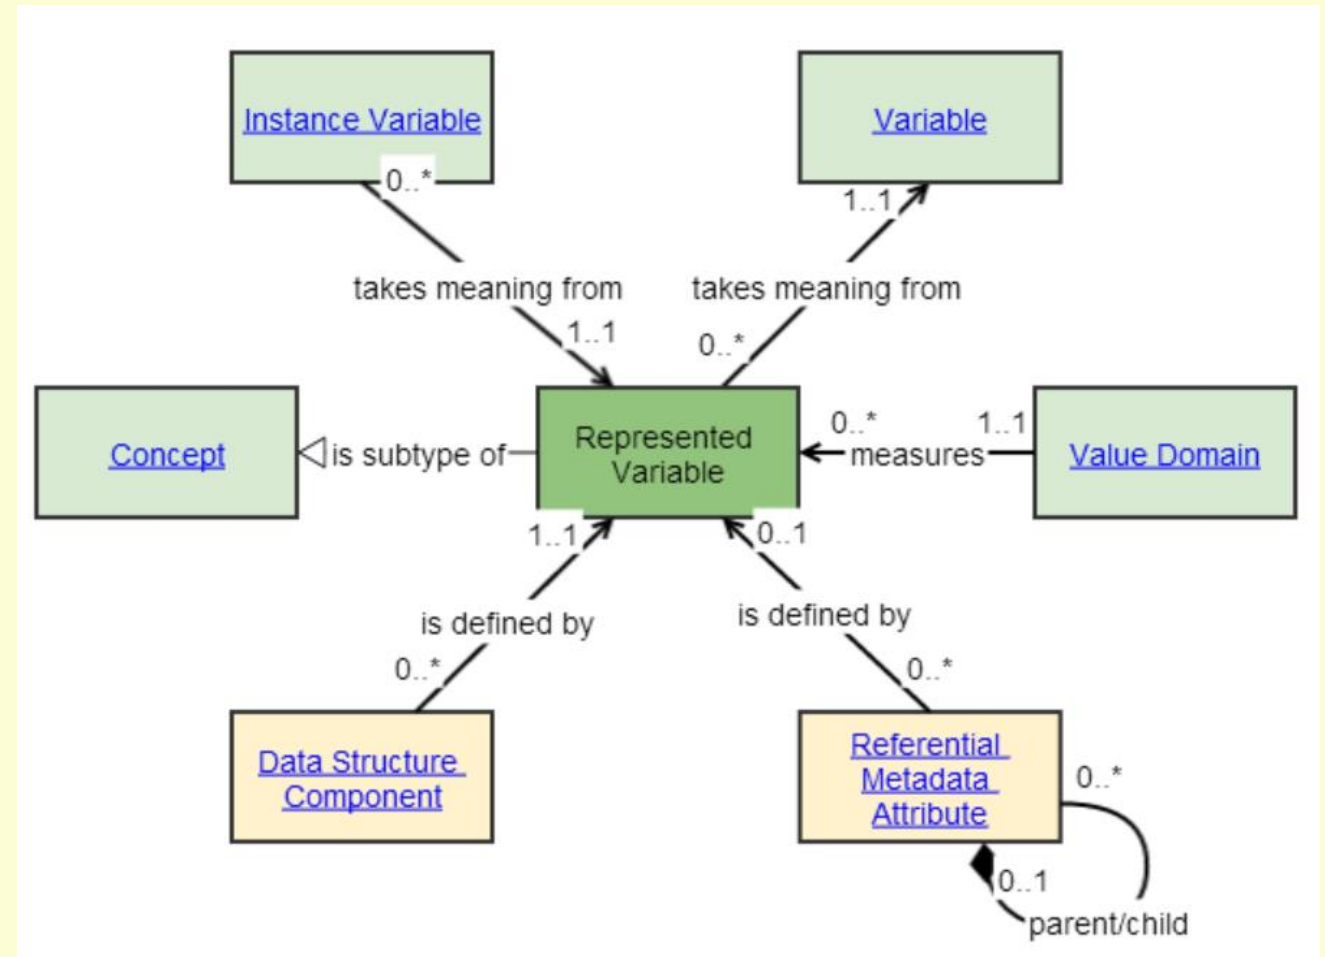 Instance Variable
Variable
0..*
1..1
takes meaning from
takes meaning from
1..1
0..*
Concept
is subtype of
Represented
Variable
0..*
1..1
measures
Value Domain
1..1
0..1
is defined by
is defined by
0..*
0..*
Data Structure
Component
Referential
Metadata
Attribute
0..*
0..1
parent/child